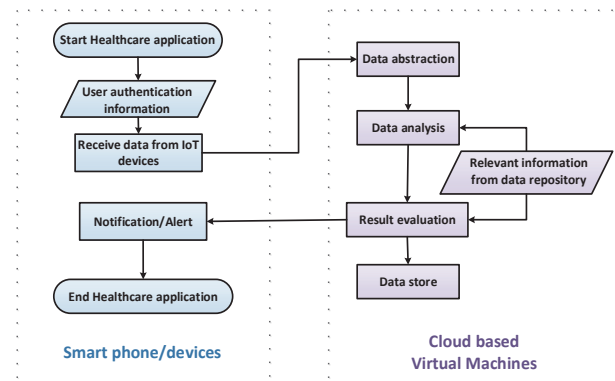 Start Healthcare application
User authentication
information
Receive data from IoT
devices
Notification/Alert
End Healthcare application
Smart phone/devices
Data abstraction
Data analysis
Relevant information
from data repository
Result evaluation
Data store
Cloud based
Virtual Machines